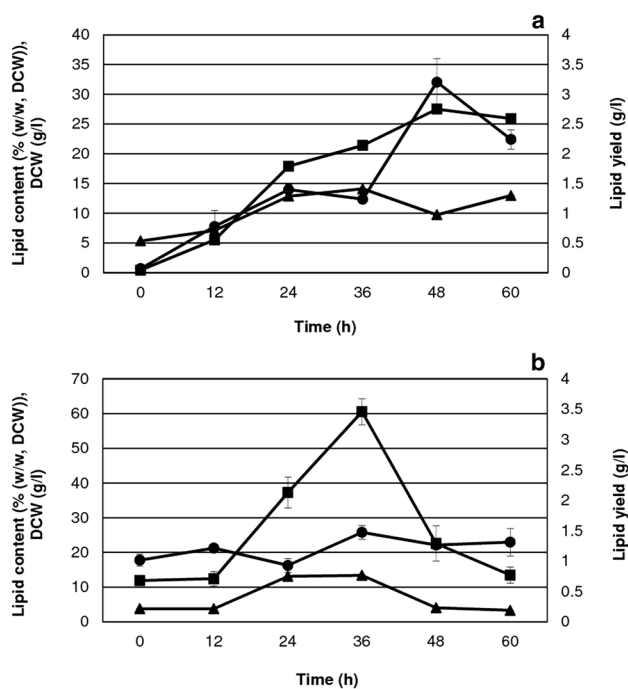 a
Lipid content (% (w/w, DCW)),
DCW (g/l)
40
35
30
25
20
15
10
5
0
4
3.5
3
2.5
2
1.5
1
0.5
0
Lipid yield (g/l)
0 12 24 36 48 60
Time (h)
b
Lipid content (% (w/w, DCW)),
DCW (g/l)
70
60
50
40
30
20
10
0
4
3.5
3
2.5
2
1.5
1
0.5
0
Lipid yield (g/l)
0 12 24 36 48 60
Time (h)